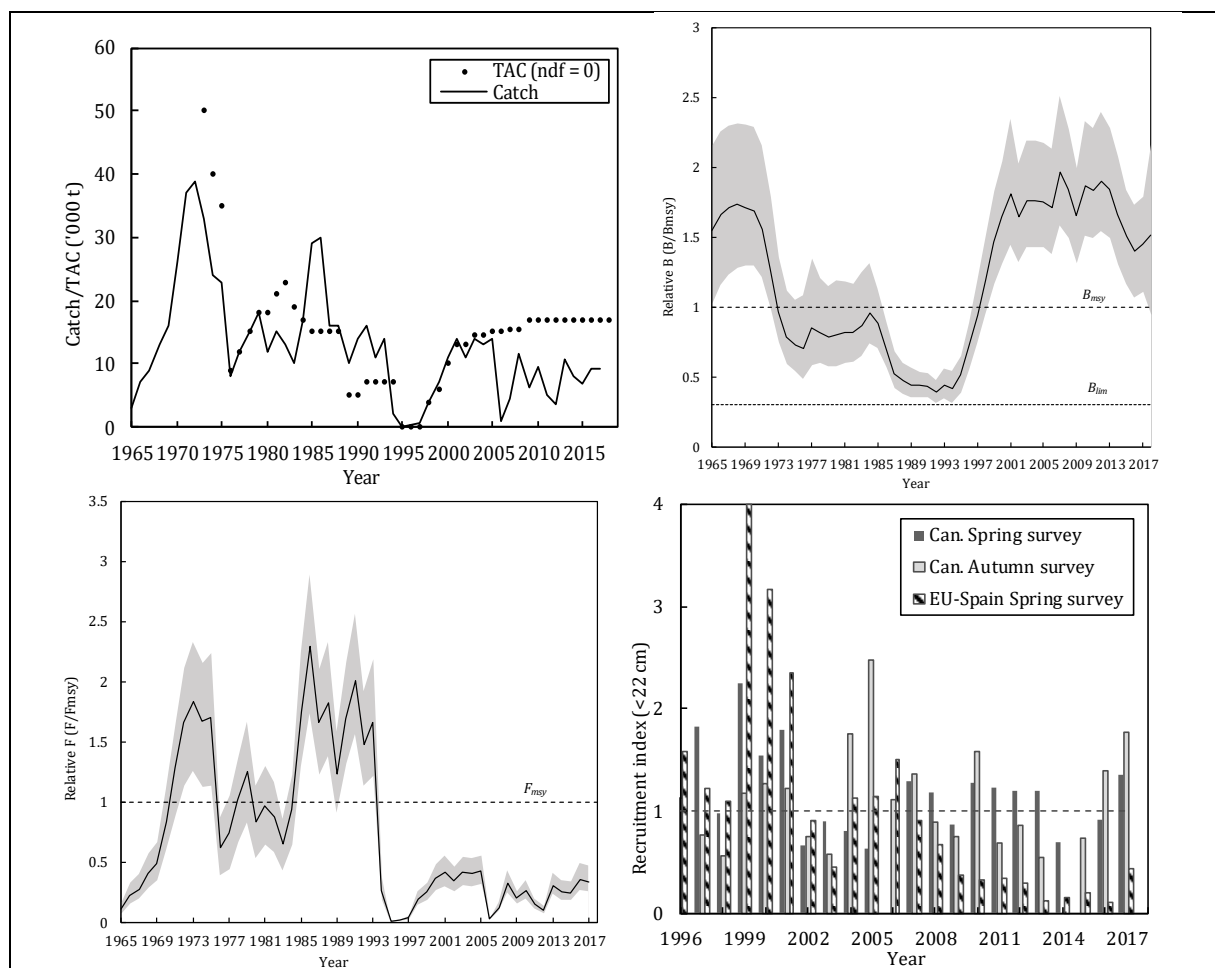 60
50
40
30
20
10
0
Catch/TAC ('000 t)
TAC (ndf = 0)
Catch
1965 1970 1975 1980 1985 1990 1995 2000 2005 2010 2015
Year
3
2.5
2
1.5
1
0.5
0
Relative B (B/Bmsy)
Bmsy
Blim
1965 1969 1973 1977 1981 1985 1989 1993 1997 2001 2005 2009 2013 2017
Year
3.5
3
2.5
2
1.5
1
0.5
0
Relative F (F/Fmsy)
Fmsy
1965 1969 1973 1977 1981 1985 1989 1993 1997 2001 2005 2009 2013 2017
Year
4
3
2
1
0
Recruitment index (<22 cm)
Can. Spring survey
Can. Autumn survey
EU-Spain Spring survey
1996 1999 2002 2005 2008 2011 2014 2017
Year